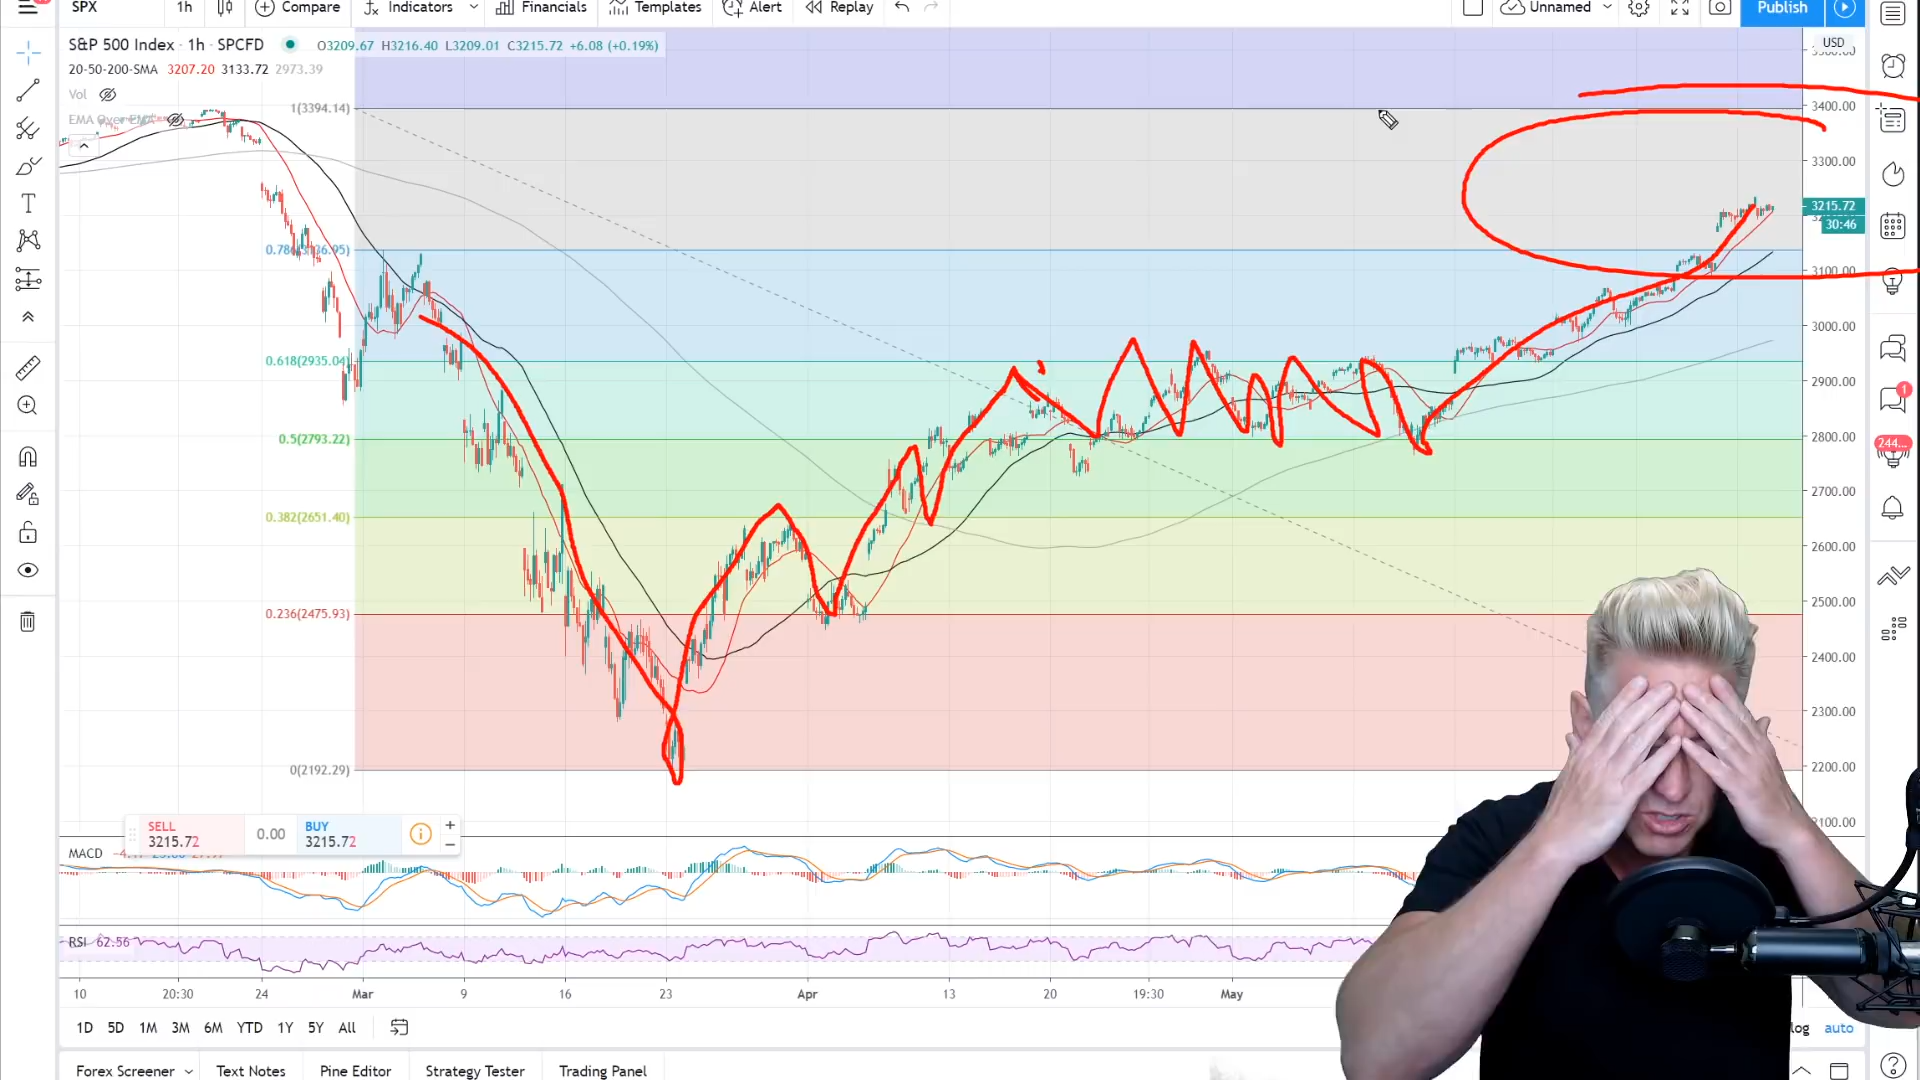 SPX 1h Compare Indicators Financials Templates Alert Replay Unnamed Publish
S&P 500 Index · 1h · SPCFD O3209.67 H3216.40 L3209.01 C3215.72 +6.08 (+0.19%)
USD
20-50-200-SMA 3207.20 3133.72 2973.39
Vol
EMA Over EMA
1(3394.14)
3400.00
3300.00
3215.72
30:46
3100.00
3000.00
0.618(2935.04)
2900.00
0.5(2793.22)
2800.00
2700.00
0.382(2651.40)
2600.00
0.236(2475.93)
2500.00
2400.00
2300.00
0(2192.29)
2200.00
SELL
3215.72
0.00
BUY
3215.72
MACD
RSI 62.56
10 20:30 24 Mar 9 16 23 Apr 13 20 19:30 May
1D 5D 1M 3M 6M YTD 1Y 5Y All
log auto
Forex Screener Text Notes Pine Editor Strategy Tester Trading Panel
1
244...